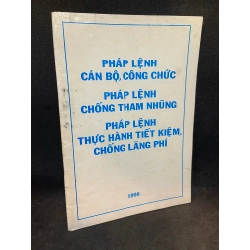 PHÁP LỆNH
CÁN BỘ, CÔNG CHỨC
PHÁP LỆNH
CHỐNG THAM NHŨNG
PHÁP LỆNH
THỰC HÀNH TIẾT KIỆM,
CHỐNG LÃNG PHÍ
1998